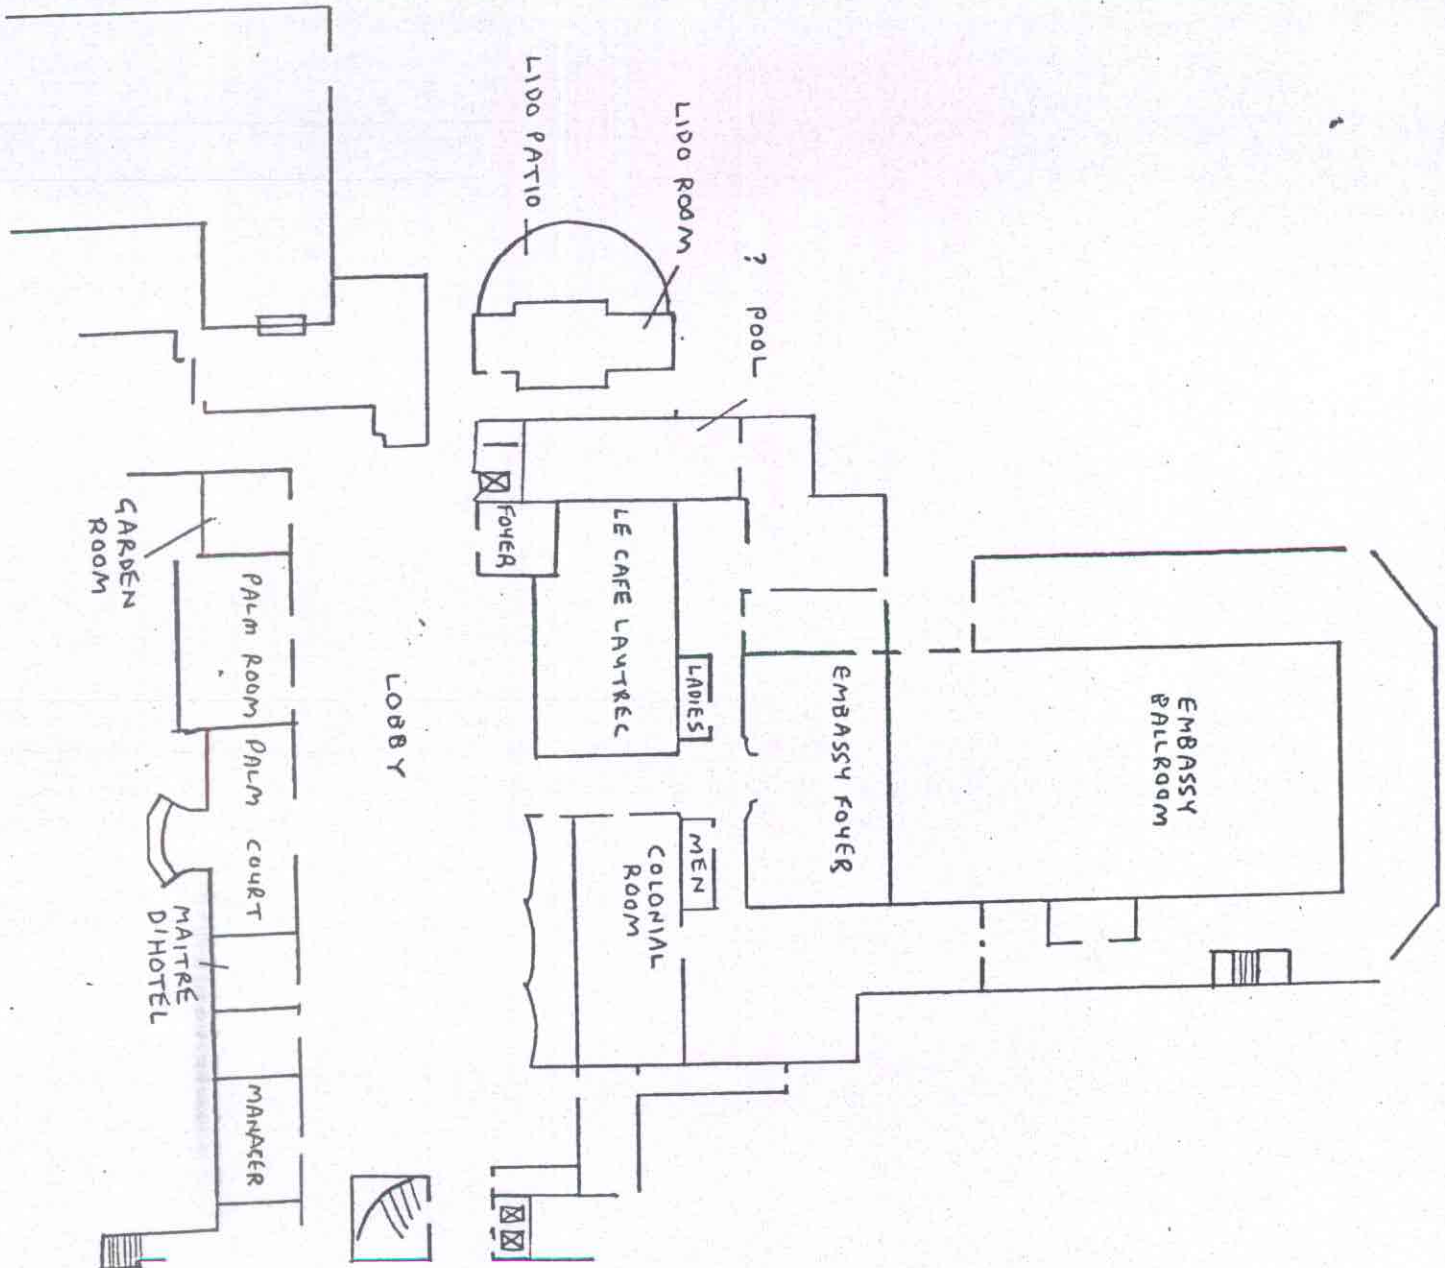 LIDO PATIO
LIDO ROOM
? POOL
FOYER
LE CAFE LAUTREC
LADIES
EMBASSY FOYER
EMBASSY
BALLROOM
MEN
COLONIAL
ROOM
LOBBY
GARDEN
ROOM
PALM ROOM
PALM COURT
MAITRE
D'HOTEL
MANAGER